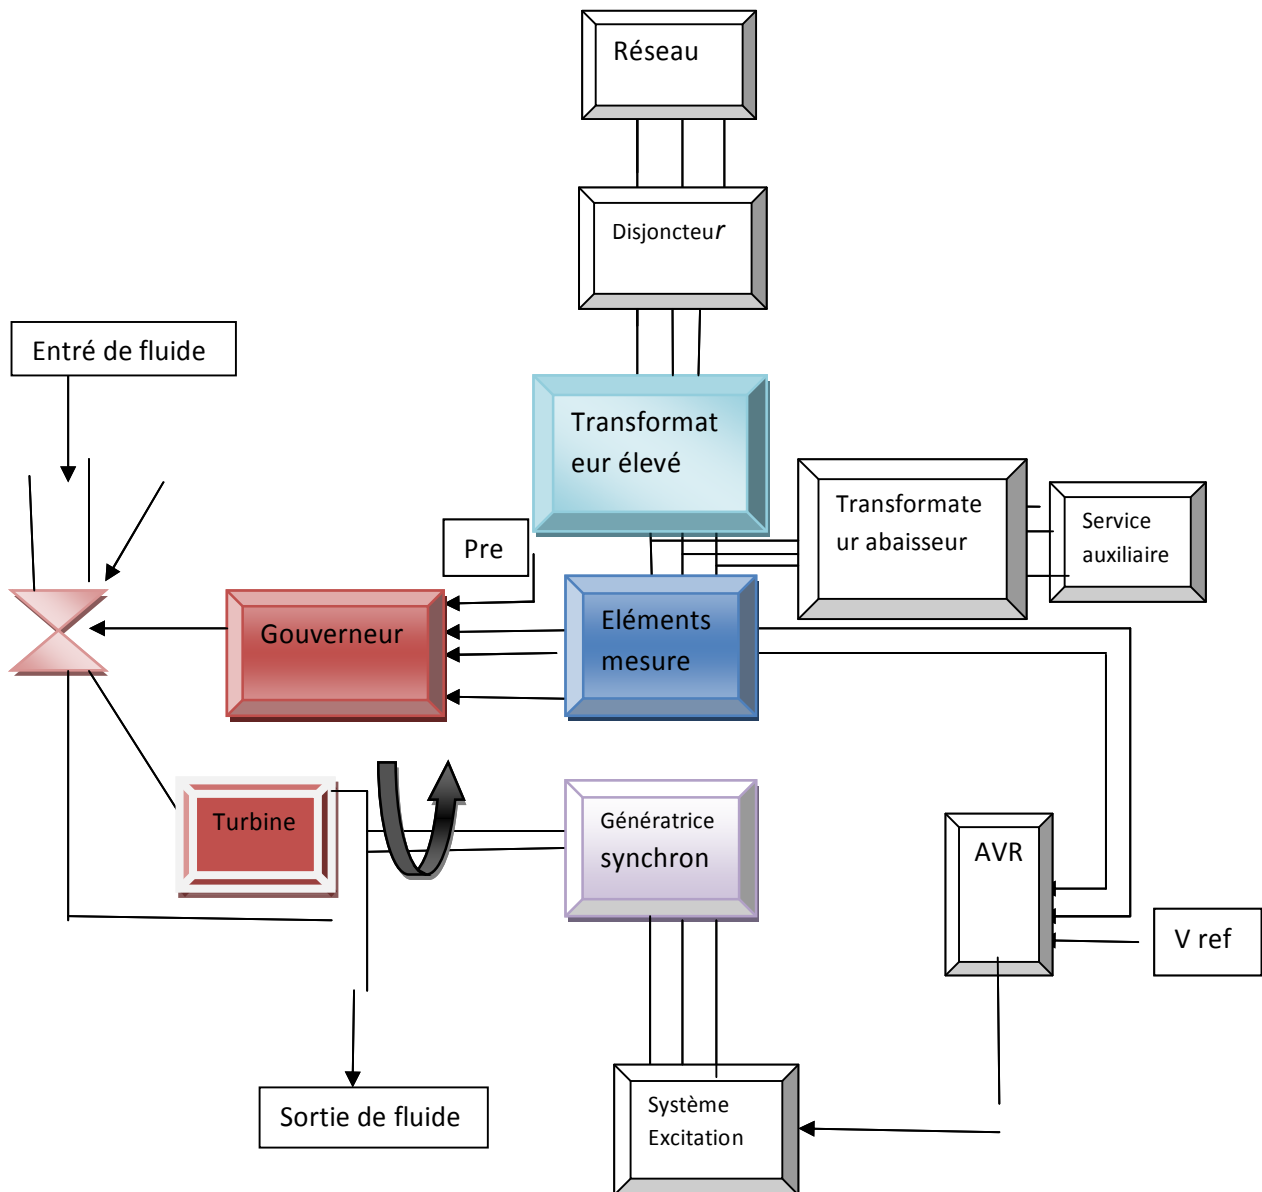 Réseau
Disjoncteur
Entré de fluide
Transformat
eur élevé
Transformate
ur abaisseur
Service
auxiliaire
Pre
Gouverneur
Eléments
mesure
Turbine
Génératrice
synchron
AVR
V ref
Sortie de fluide
Système
Excitation